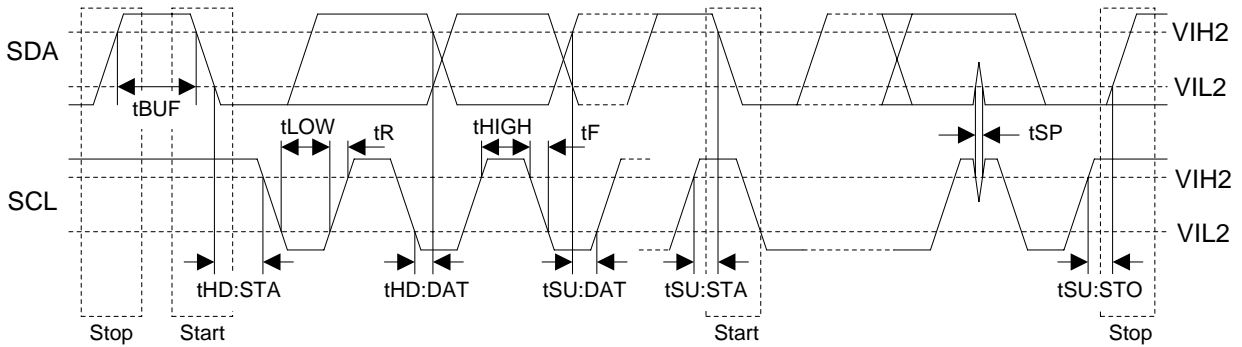 SDA
VIH2
VIL2
tBUF
tLOW
tR
tHIGH
tF
tSP
SCL
VIH2
VIL2
tHD:STA
tHD:DAT
tSU:DAT
tSU:STA
tSU:STO
Stop
Start
Start
Stop